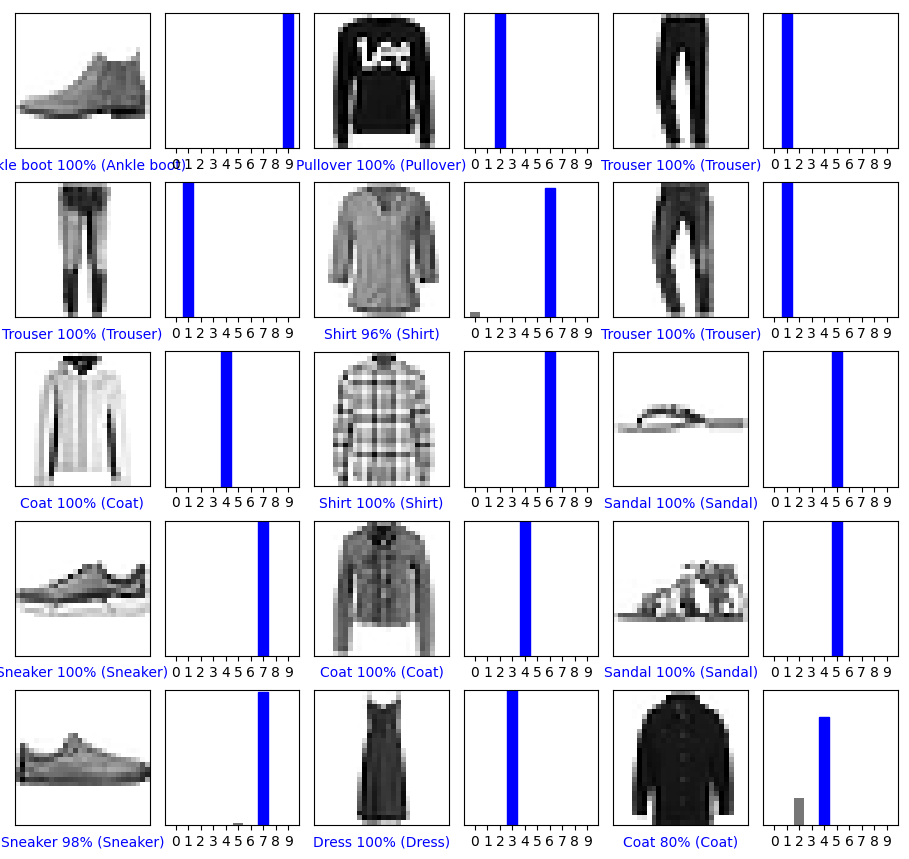 Lee
kle boot 100% (Ankle boot)
0 1 2 3 4 5 6 7 8 9
Pullover 100% (Pullover)
0 1 2 3 4 5 6 7 8 9
Trouser 100% (Trouser)
0 1 2 3 4 5 6 7 8 9
Trouser 100% (Trouser)
0 1 2 3 4 5 6 7 8 9
Shirt 96% (Shirt)
0 1 2 3 4 5 6 7 8 9
Trouser 100% (Trouser)
0 1 2 3 4 5 6 7 8 9
Coat 100% (Coat)
0 1 2 3 4 5 6 7 8 9
Shirt 100% (Shirt)
0 1 2 3 4 5 6 7 8 9
Sandal 100% (Sandal)
0 1 2 3 4 5 6 7 8 9
Sneaker 100% (Sneaker)
0 1 2 3 4 5 6 7 8 9
Coat 100% (Coat)
0 1 2 3 4 5 6 7 8 9
Sandal 100% (Sandal)
0 1 2 3 4 5 6 7 8 9
Sneaker 98% (Sneaker)
0 1 2 3 4 5 6 7 8 9
Dress 100% (Dress)
0 1 2 3 4 5 6 7 8 9
Coat 80% (Coat)
0 1 2 3 4 5 6 7 8 9